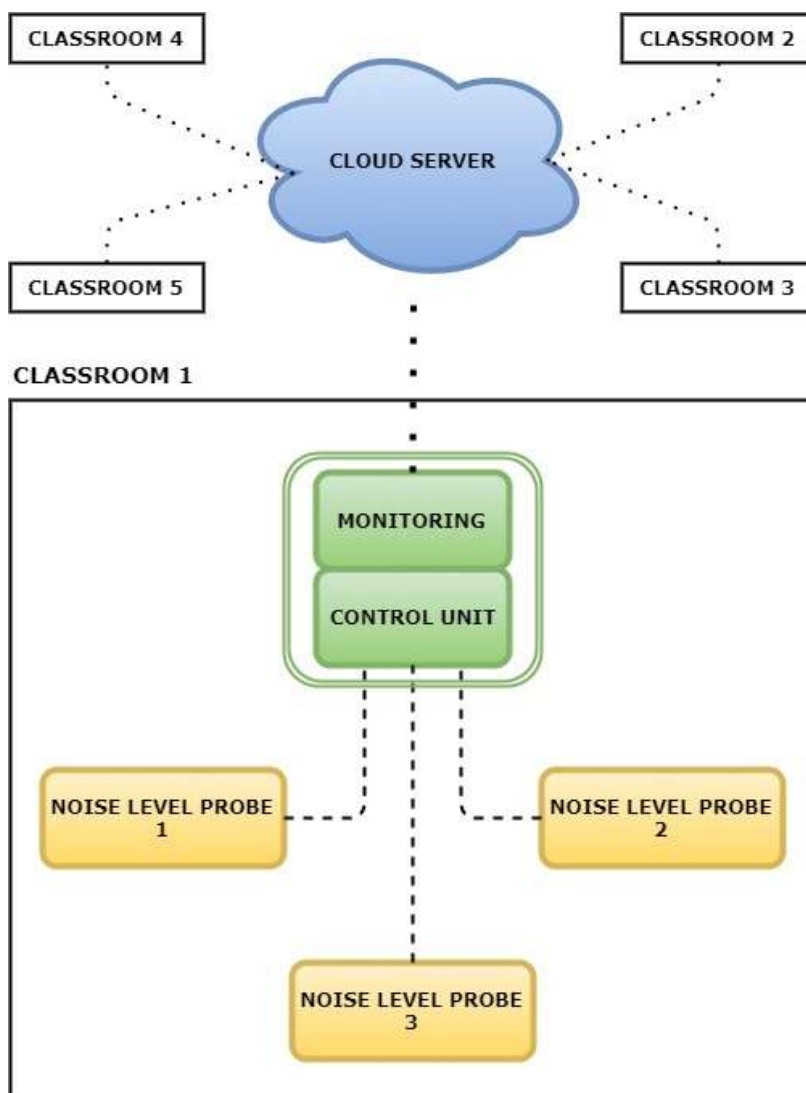 CLASSROOM 4
CLASSROOM 2
CLOUD SERVER
CLASSROOM 5
CLASSROOM 3
CLASSROOM 1
MONITORING
CONTROL UNIT
NOISE LEVEL PROBE
1
NOISE LEVEL PROBE
2
NOISE LEVEL PROBE
3